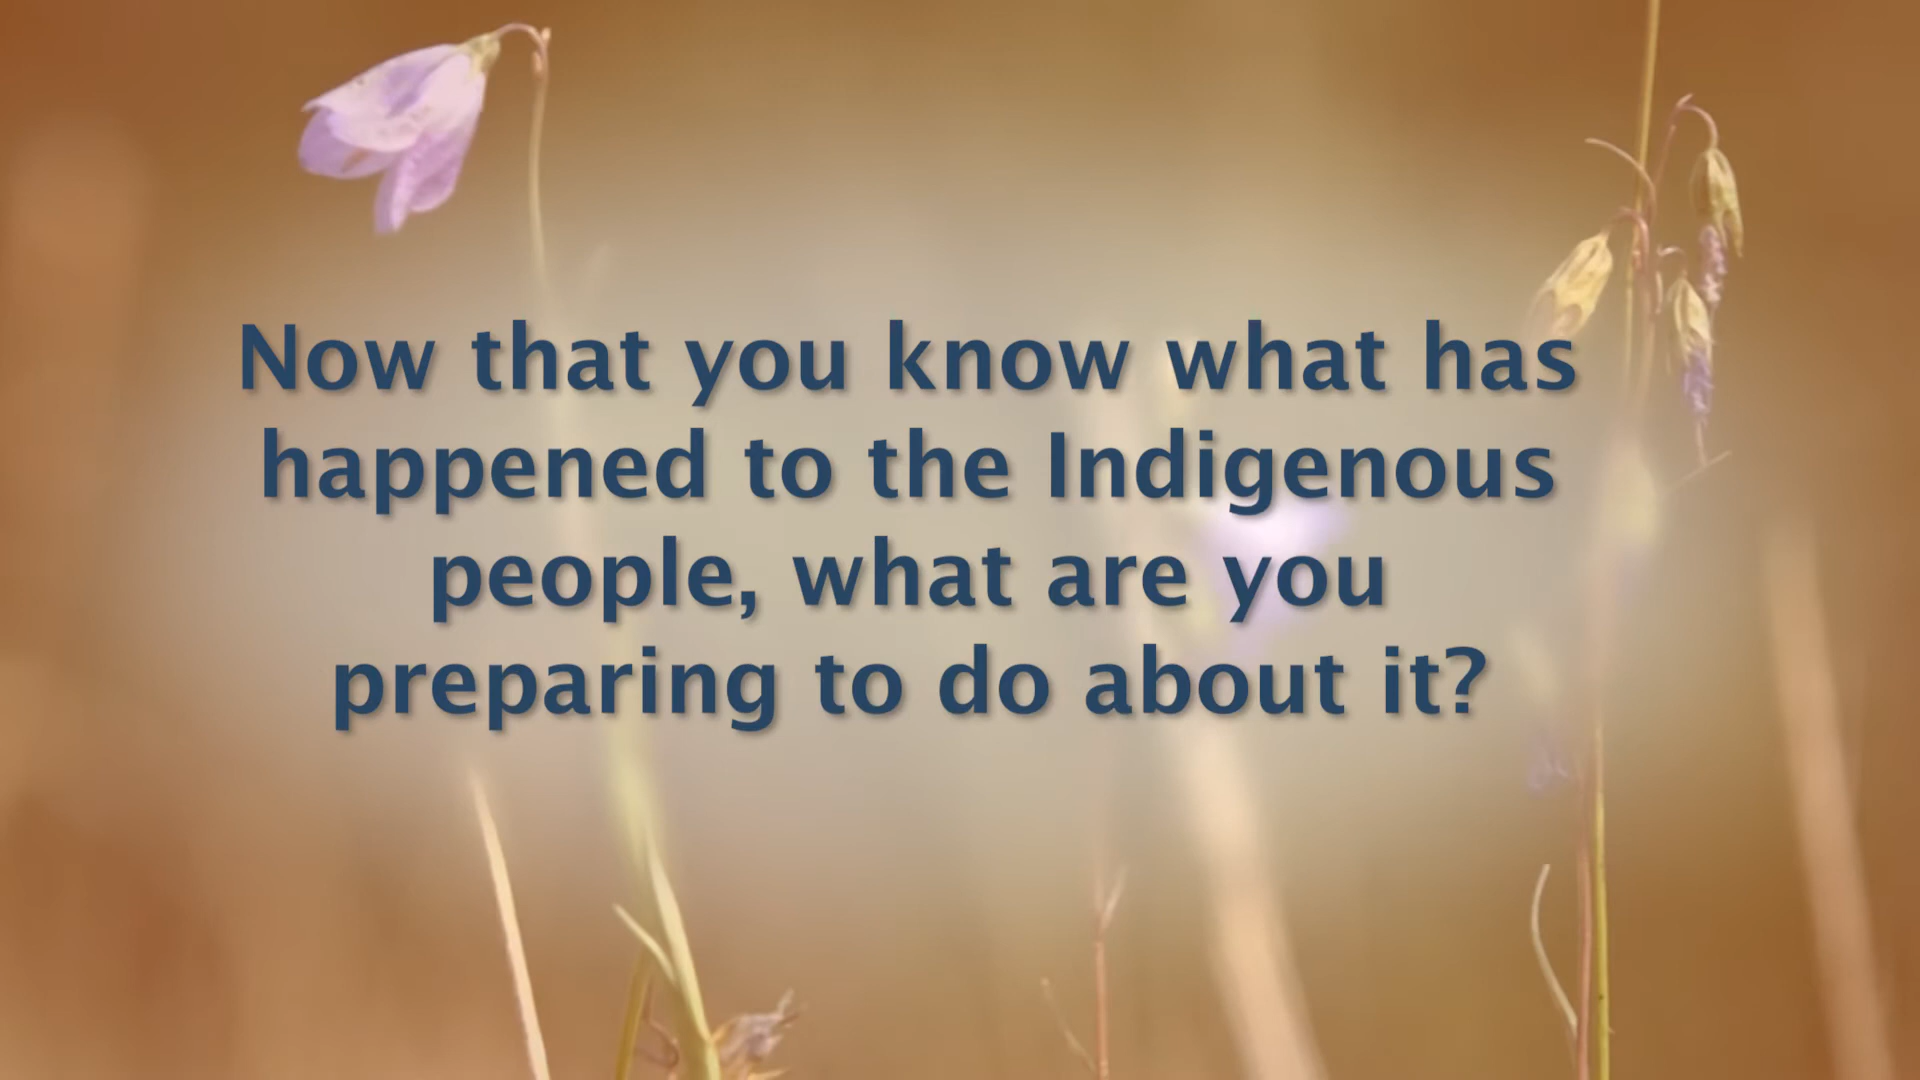 Now that you know what has
happened to the Indigenous
people, what are you
preparing to do about it?